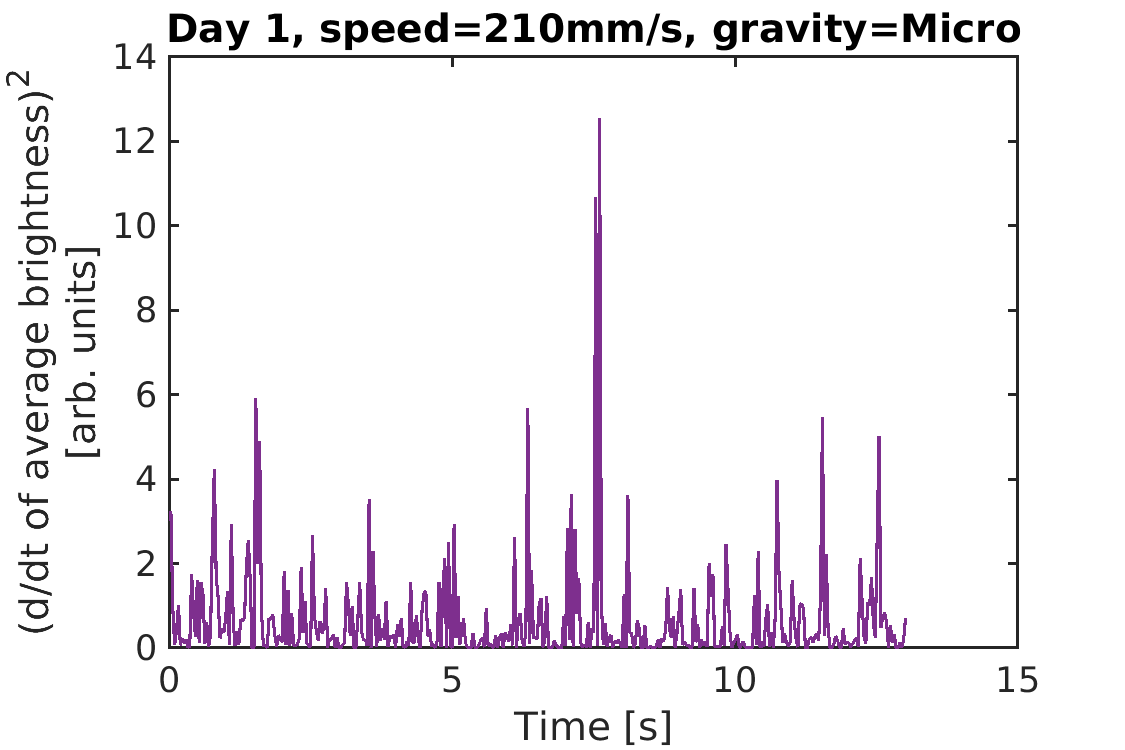 Day 1, speed=210mm/s, gravity=Micro
(d/dt of average brightness)²
[arb. units]
14
12
10
8
6
4
2
0
0 5 10 15
Time [s]